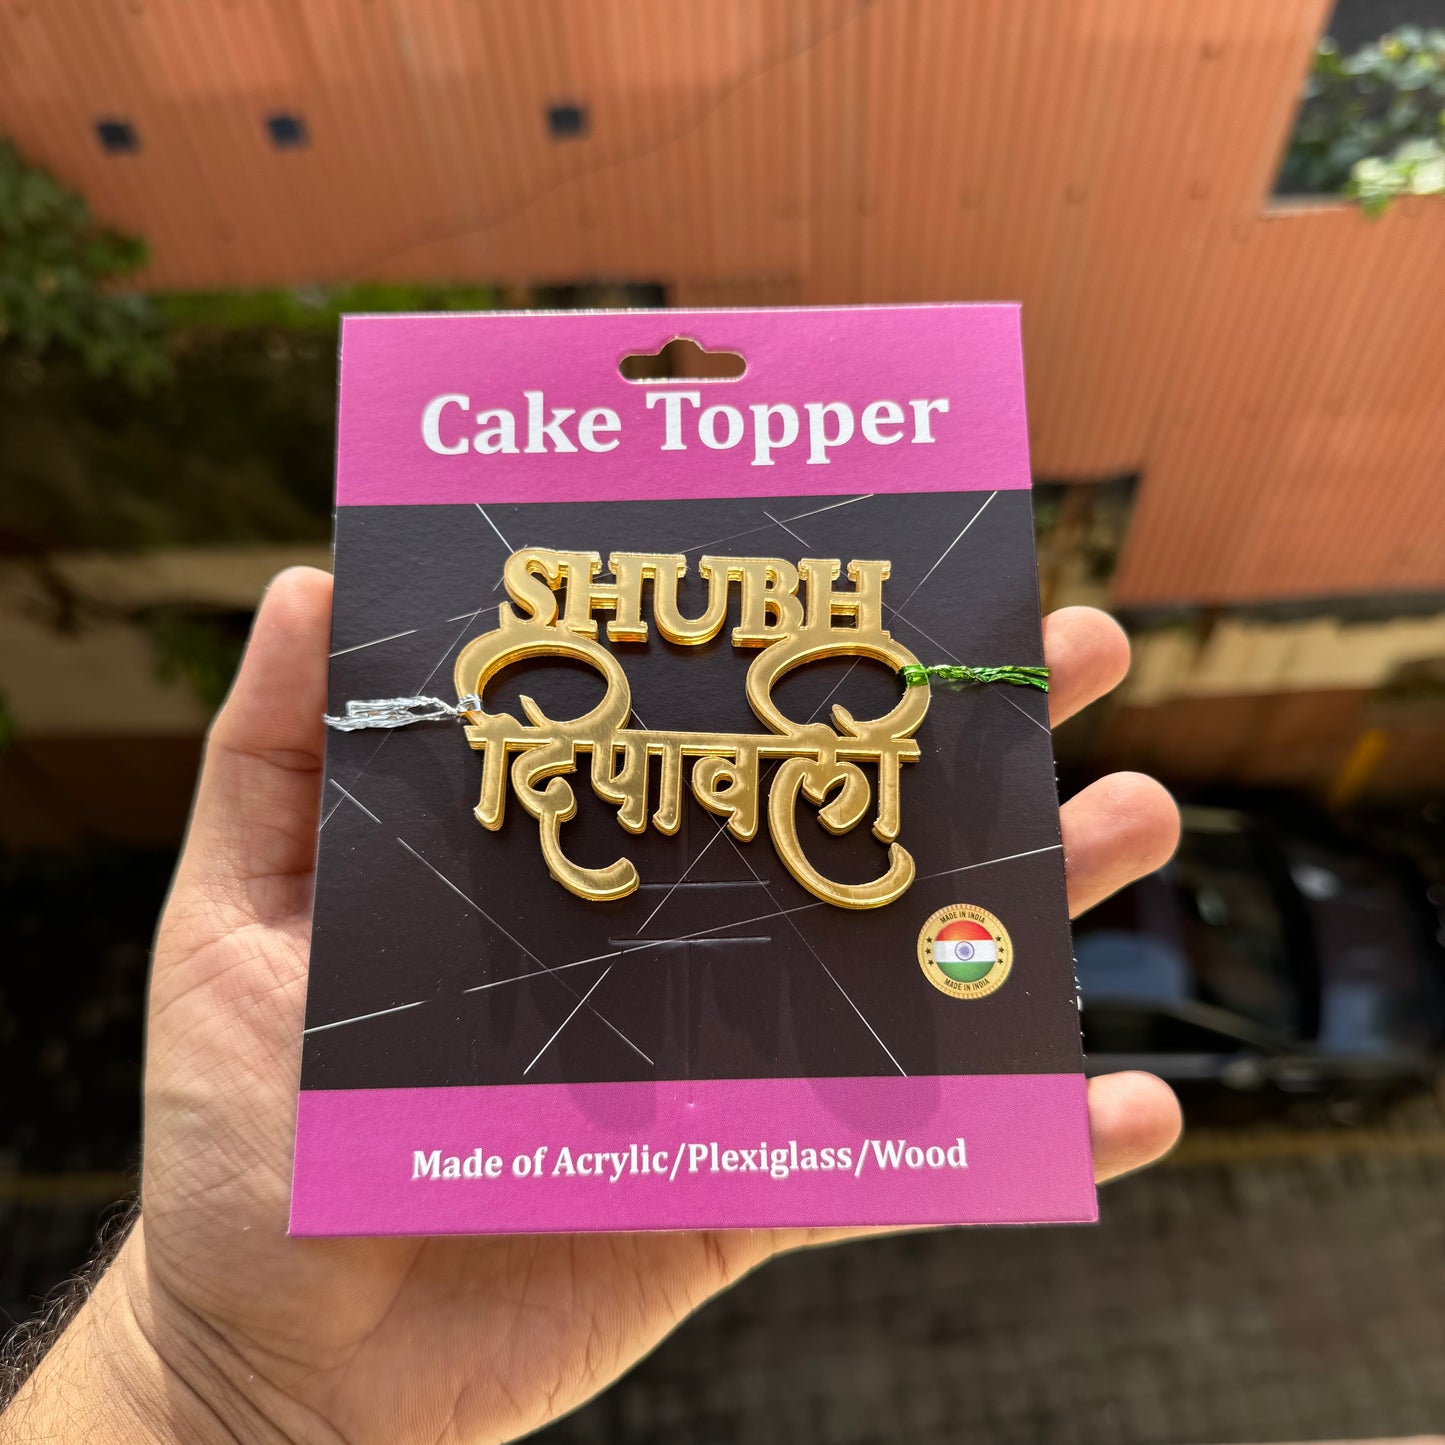 Cake Topper
SHUBH
दिपावली
MADE IN INDIA
MADE IN INDIA
Made of Acrylic/Plexiglass/Wood